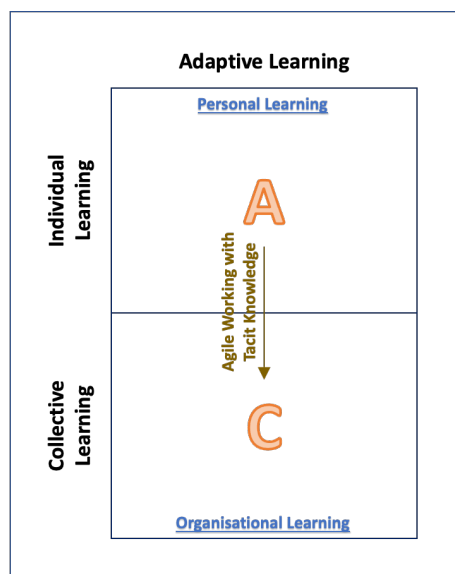 Adaptive Learning
Personal Learning
Individual
Learning
A
Agile Working with
Tacit Knowledge
Collective
Learning
C
Organisational Learning